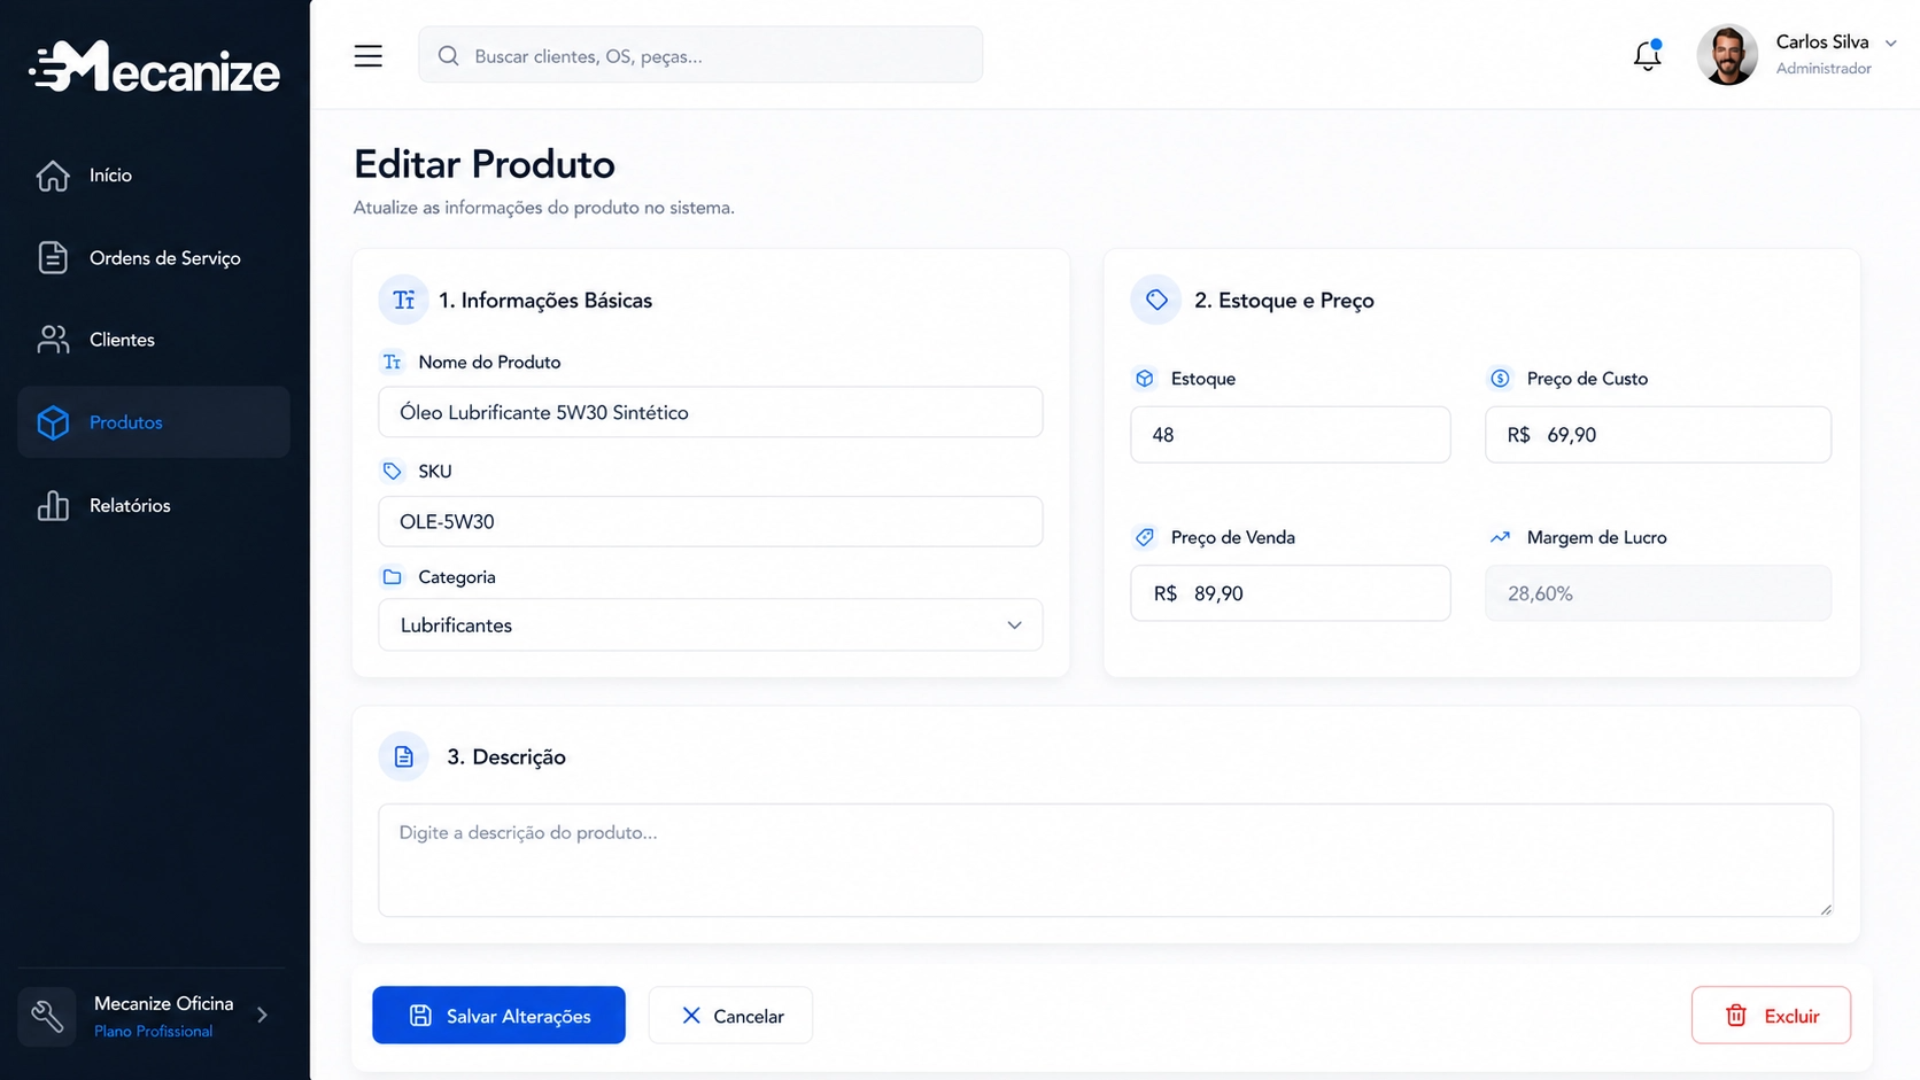 Mecanize
Início
Ordens de Serviço
Clientes
Produtos
Relatórios
Mecanize Oficina
Plano Profissional
Buscar clientes, OS, peças...
Carlos Silva
Administrador
Editar Produto
Atualize as informações do produto no sistema.
1. Informações Básicas
Nome do Produto
Óleo Lubrificante 5W30 Sintético
SKU
OLE-5W30
Categoria
Lubrificantes
2. Estoque e Preço
Estoque
48
Preço de Custo
R$ 69,90
Preço de Venda
R$ 89,90
Margem de Lucro
28,60%
3. Descrição
Digite a descrição do produto...
Salvar Alterações
Cancelar
Excluir